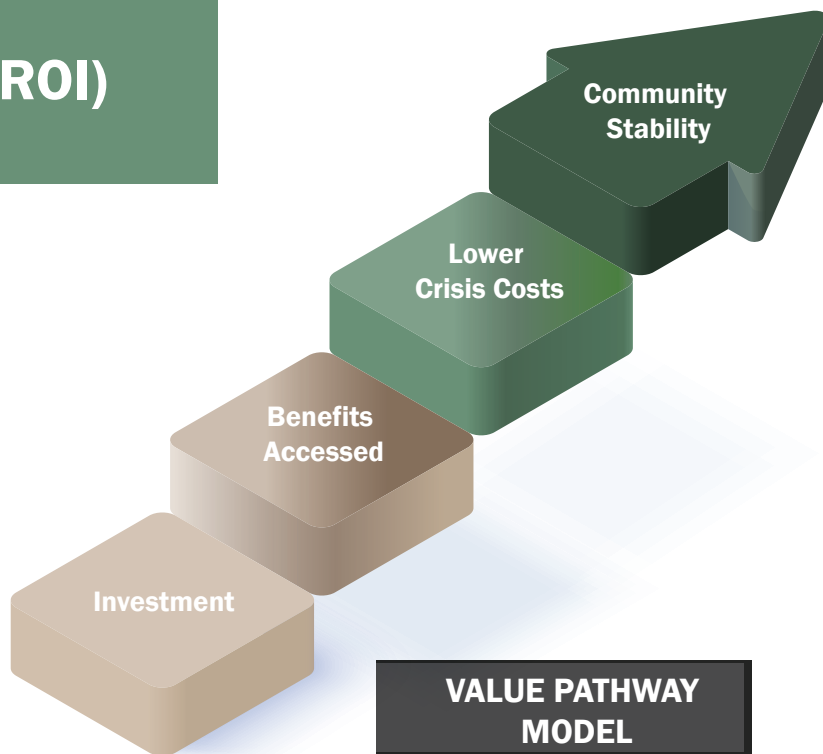 ROI)
Community
Stability
Lower
Crisis Costs
Benefits
Accessed
Investment
VALUE PATHWAY
MODEL